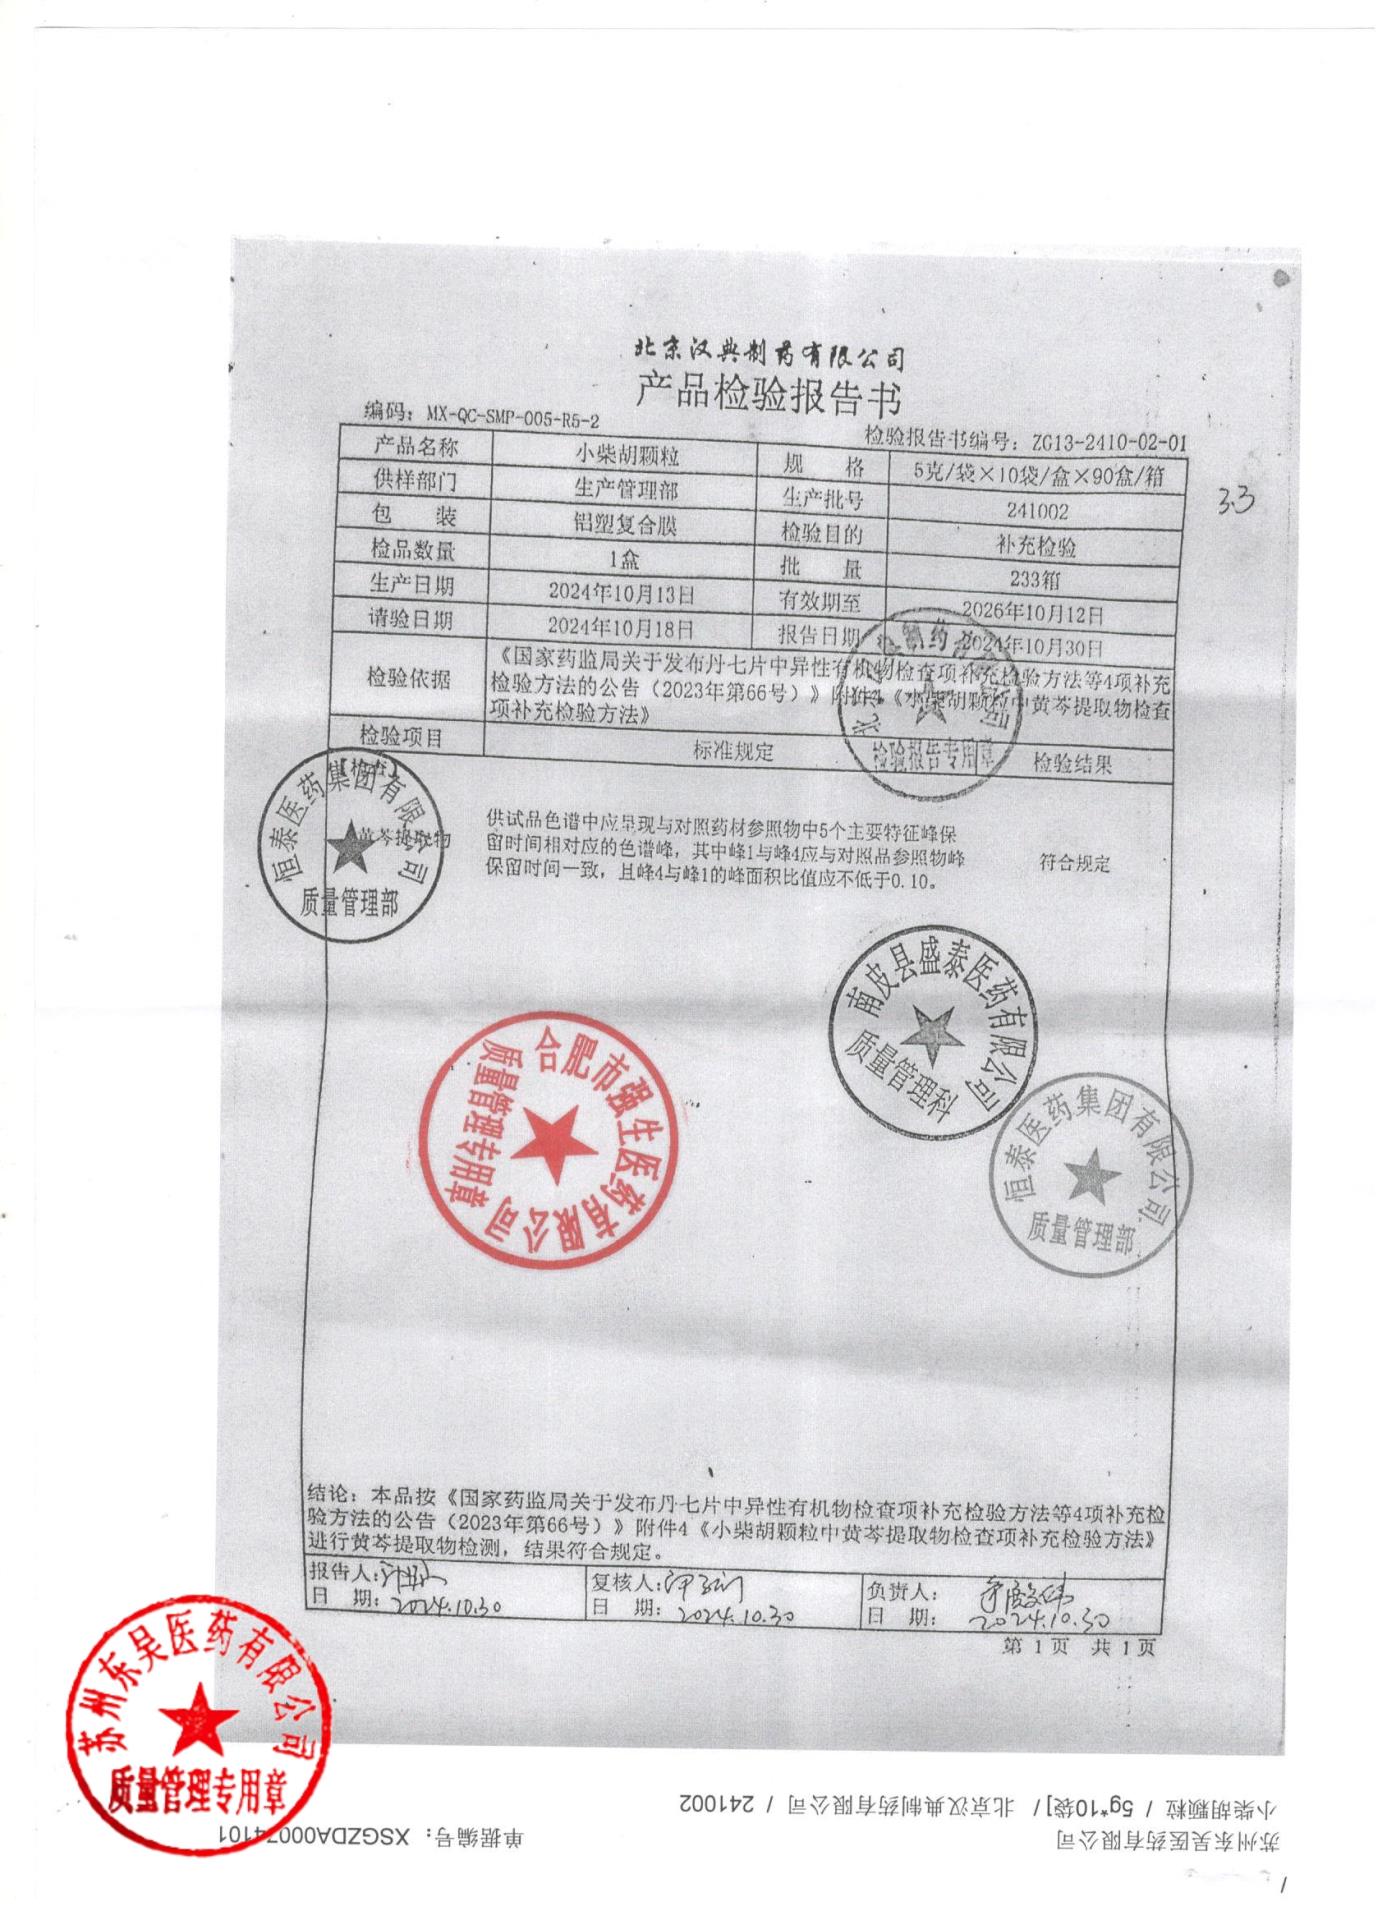 北京汉典制药有限公司
产品检验报告书
编码：MX-QC-SMP-005-R5-2
检验报告书编号：ZG13-2410-02-01
产品名称 小柴胡颗粒 规 格 5克/袋×10袋/盒×90盒/箱
供样部门 生产管理部 生产批号 241002
包 装 铝塑复合膜 检验目的 补充检验
检品数量 1盒 批 量 233箱
生产日期 2024年10月13日 有效期至 2026年10月12日
请验日期 2024年10月18日 报告日期 2024年10月30日
3.3
检验依据 《国家药监局关于发布丹七片中异性有机物检查项补充检验方法等4项补充
检验方法的公告（2023年第66号）》附件4《小柴胡颗粒中黄芩提取物检查
项补充检验方法》
检验项目 标准规定 检验结果
检验报告专用章
【检查】
黄芩提取物
供试品色谱中应呈现与对照药材参照物中5个主要特征峰保
留时间相对应的色谱峰，其中峰1与峰4应与对照品参照物峰
保留时间一致，且峰4与峰1的峰面积比值应不低于0.10。
符合规定
恒泰医药集团有限公司
质量管理部
南皮县盛泰医药有限公司
质量管理科
合肥市强生医药有限公司
质量管理专用章
恒泰医药集团有限公司
质量管理部
结论：本品按《国家药监局关于发布丹七片中异性有机物检查项补充检验方法等4项补充检
验方法的公告（2023年第66号）》附件4《小柴胡颗粒中黄芩提取物检查项补充检验方法》
进行黄芩提取物检测，结果符合规定。
报告人： 复核人： 负责人：
日 期：2024.10.30 日 期：2024.10.30 日 期：2024.10.30
第 1 页 共 1 页
苏州东吴医药有限公司
质量管理专用章
苏州东吴医药有限公司 单据编号：XSGZDA00074101
小柴胡颗粒 / 5g*10袋] / 北京汉典制药有限公司 / 241002